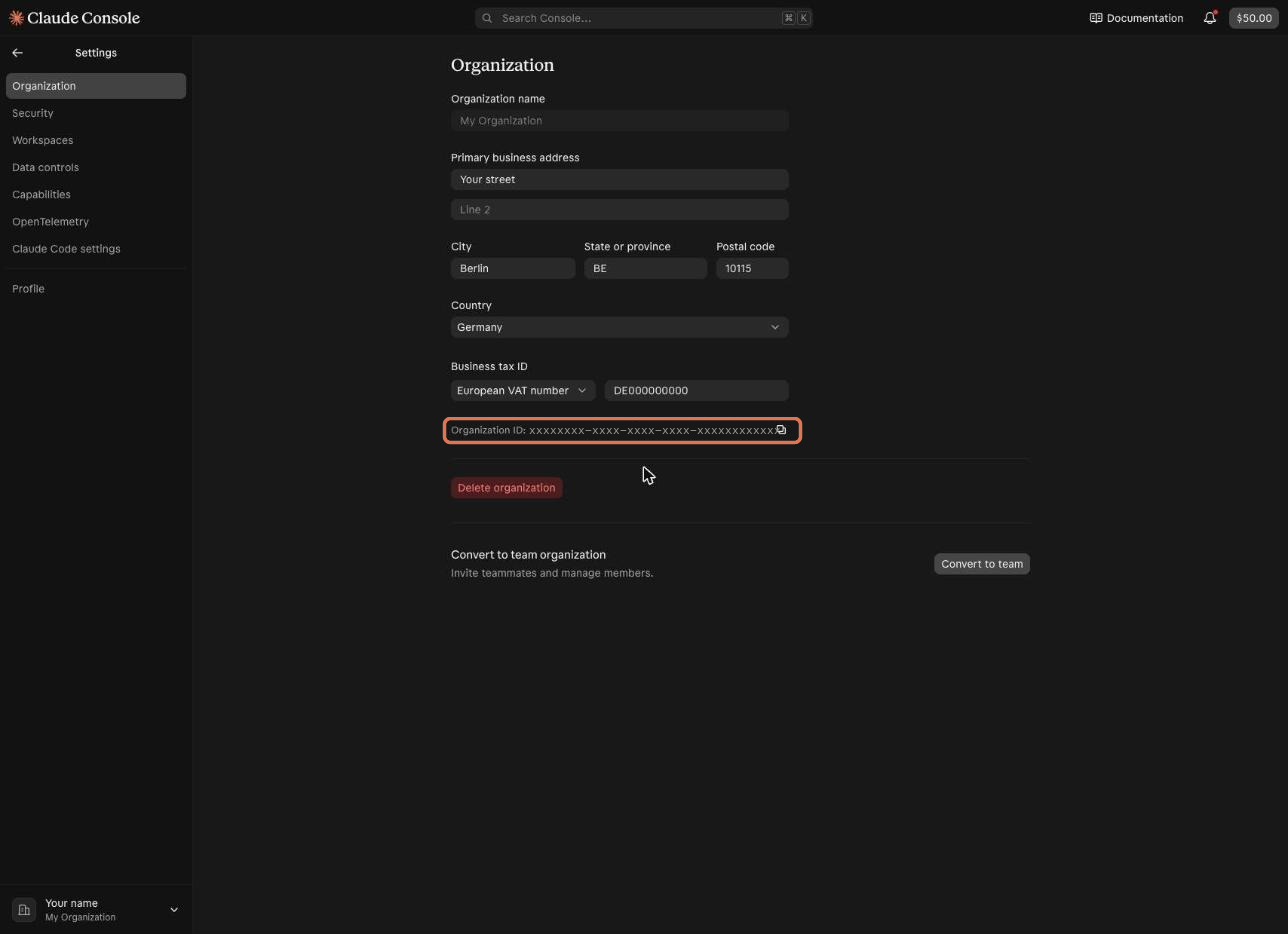 Claude Console
Search Console...
⌘ K
Documentation
$50.00
Settings
Organization
Security
Workspaces
Data controls
Capabilities
OpenTelemetry
Claude Code settings
Profile
Organization
Organization name
My Organization
Primary business address
Your street
Line 2
City State or province Postal code
Berlin BE 10115
Country
Germany
Business tax ID
European VAT number DE000000000
Organization ID: xxxxxxxx-xxxx-xxxx-xxxx-xxxxxxxxxxxx
Delete organization
Convert to team organization
Invite teammates and manage members.
Convert to team
Your name
My Organization